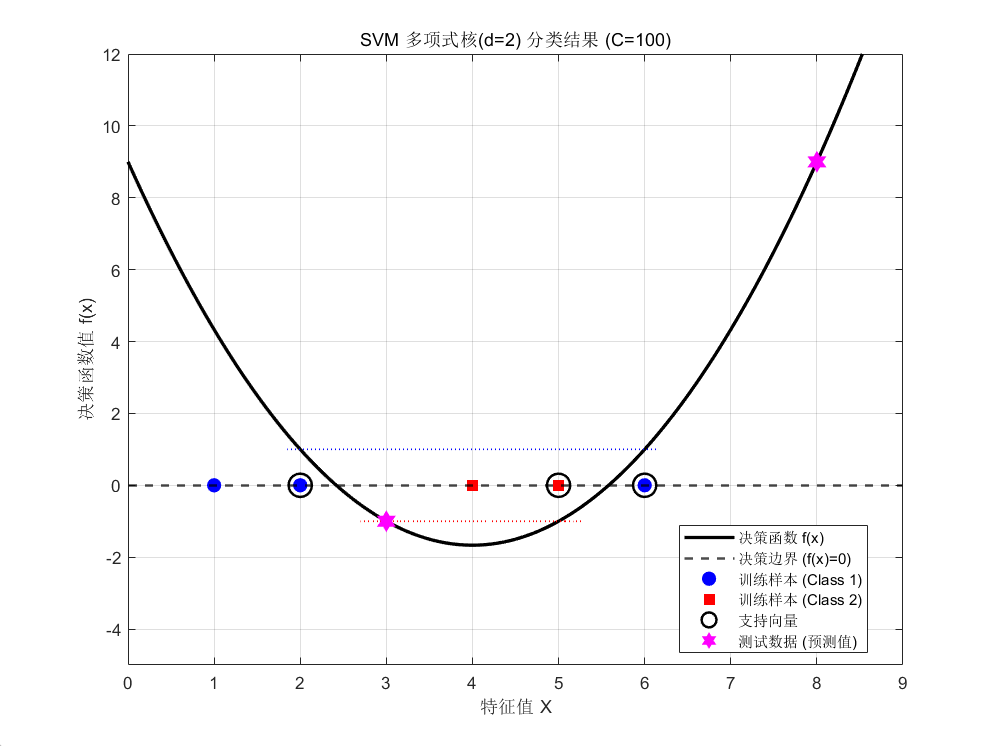 SVM 多项式核(d=2) 分类结果 (C=100)
12
10
8
6
4
2
0
-2
-4
决策函数值 f(x)
0 1 2 3 4 5 6 7 8 9
特征值 X
决策函数 f(x)
决策边界 (f(x)=0)
训练样本 (Class 1)
训练样本 (Class 2)
支持向量
测试数据 (预测值)